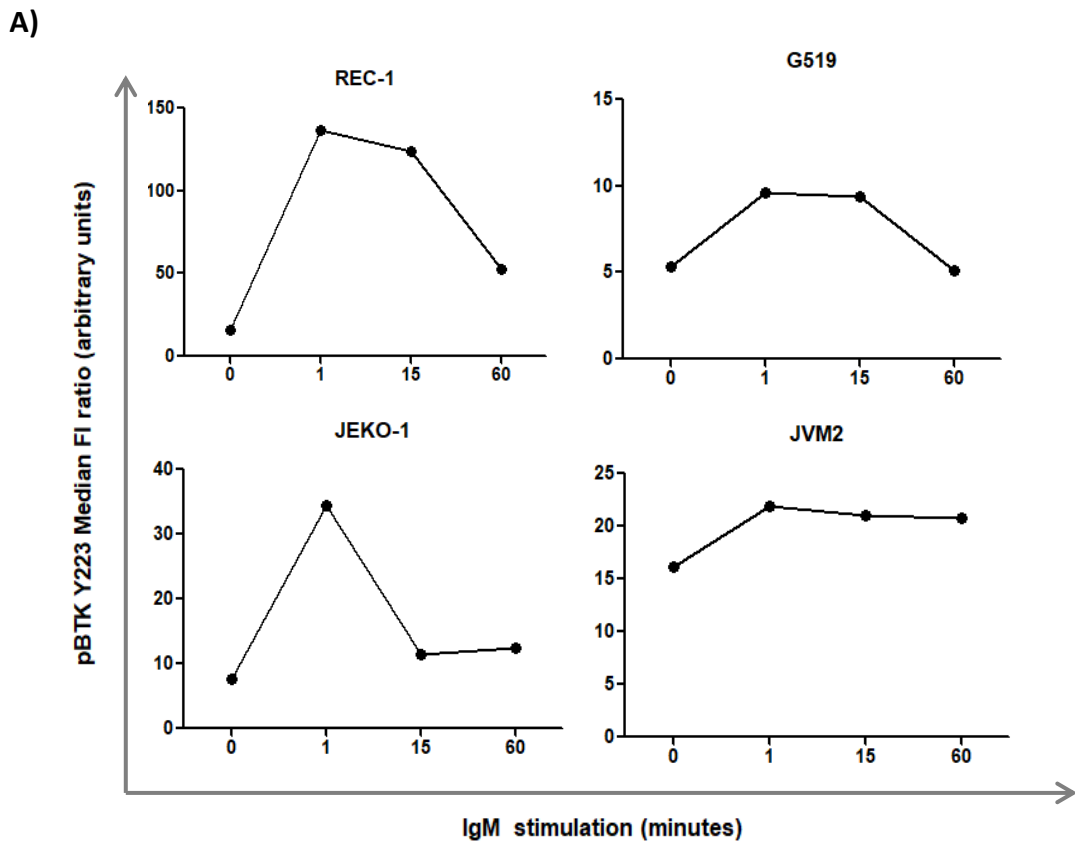 A)
pBTK Y223 Median FI ratio (arbitrary units)
REC-1
150
100
50
0
0 1 15 60
G519
15
10
5
0
0 1 15 60
JEKO-1
40
30
20
10
0
0 1 15 60
JVM2
25
20
15
10
5
0
0 1 15 60
IgM stimulation (minutes)